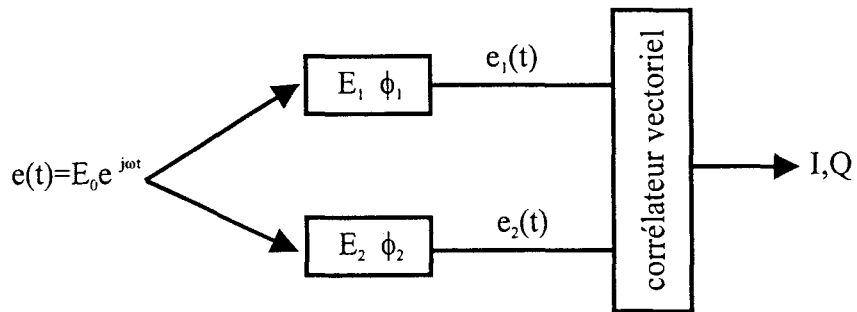 e(t)=E₀e^jωt
E₁ ϕ₁
e₁(t)
E₂ ϕ₂
e₂(t)
corrélateur vectoriel
I,Q